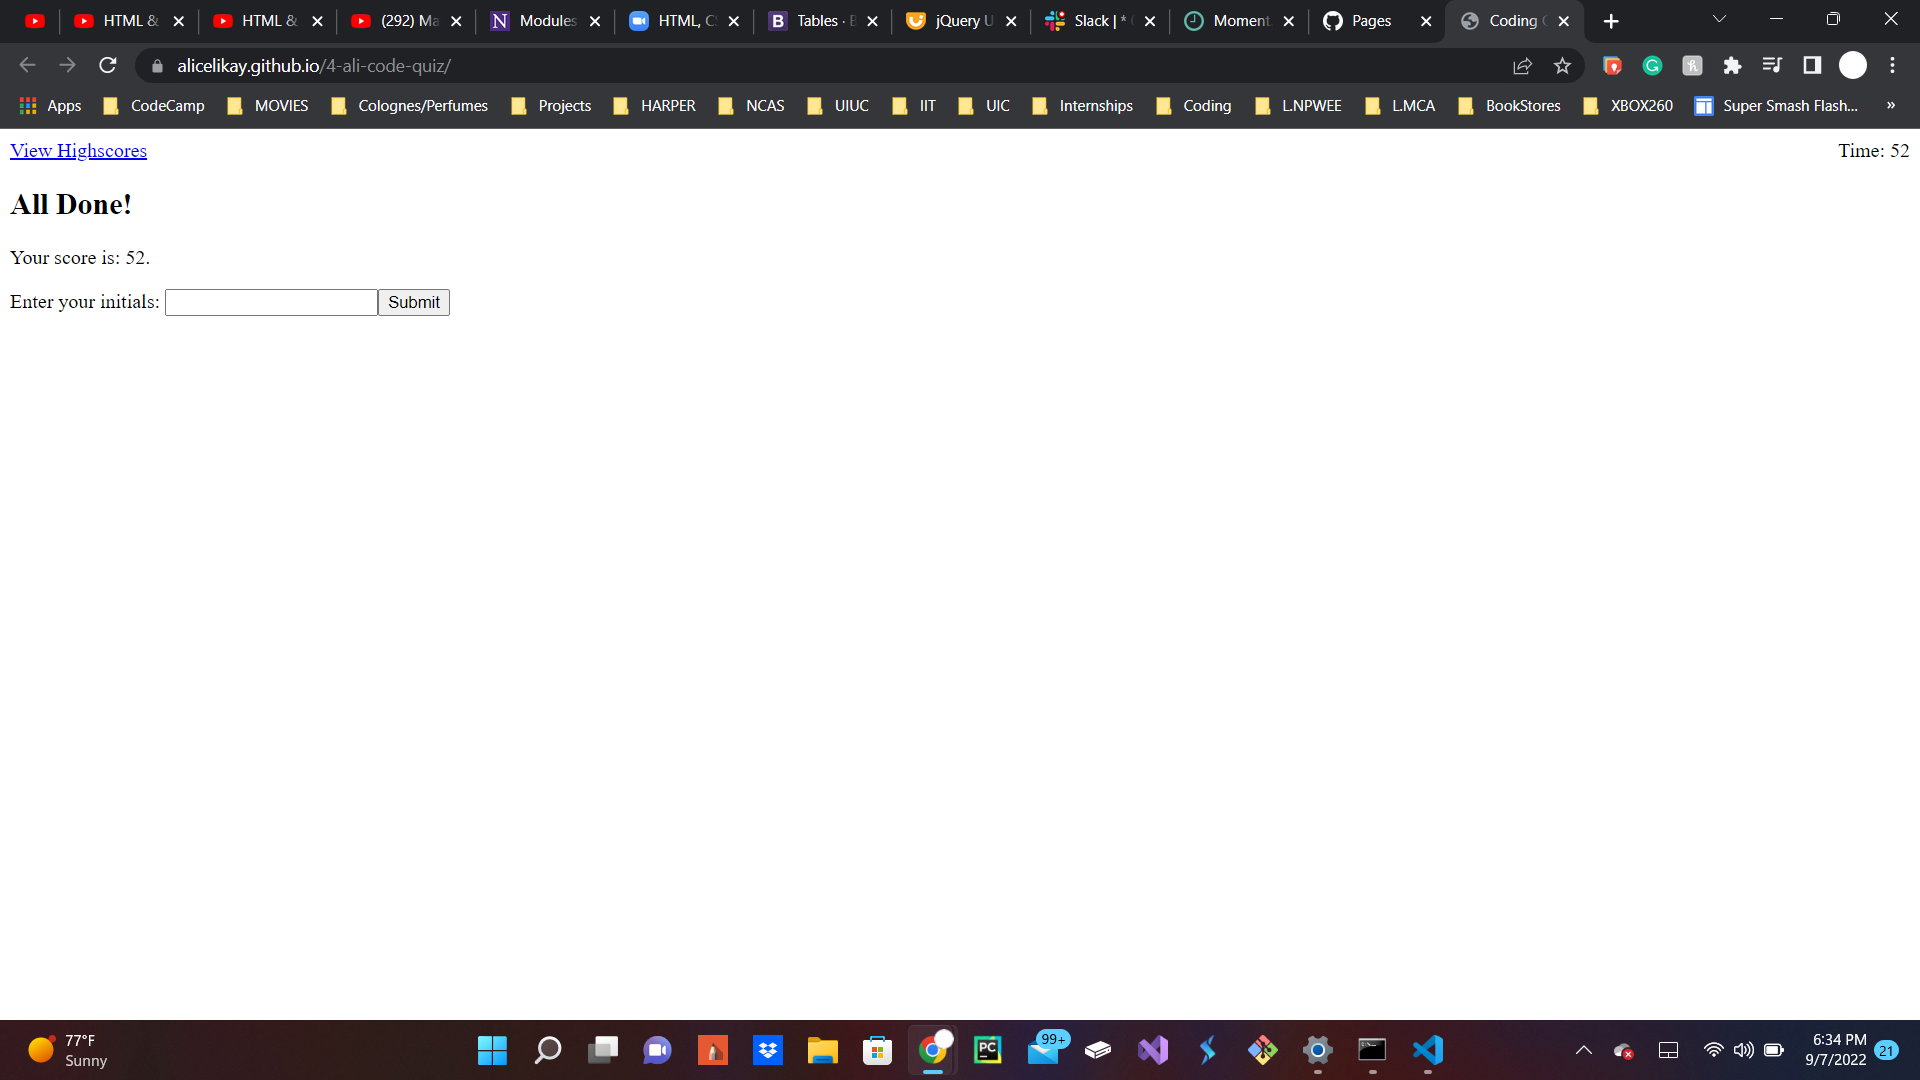 HTML & HTML & (292) Ma Modules HTML, C Tables · jQuery U Slack | * Moment Pages Coding
alicelikay.github.io/4-ali-code-quiz/
Apps CodeCamp MOVIES Colognes/Perfumes Projects HARPER NCAS UIUC IIT UIC Internships Coding L.NPWEE L.MCA BookStores XBOX260 Super Smash Flash... »
View Highscores Time: 52
All Done!
Your score is: 52.
Enter your initials: Submit
77°F
Sunny
99+
PC
6:34 PM
9/7/2022
21